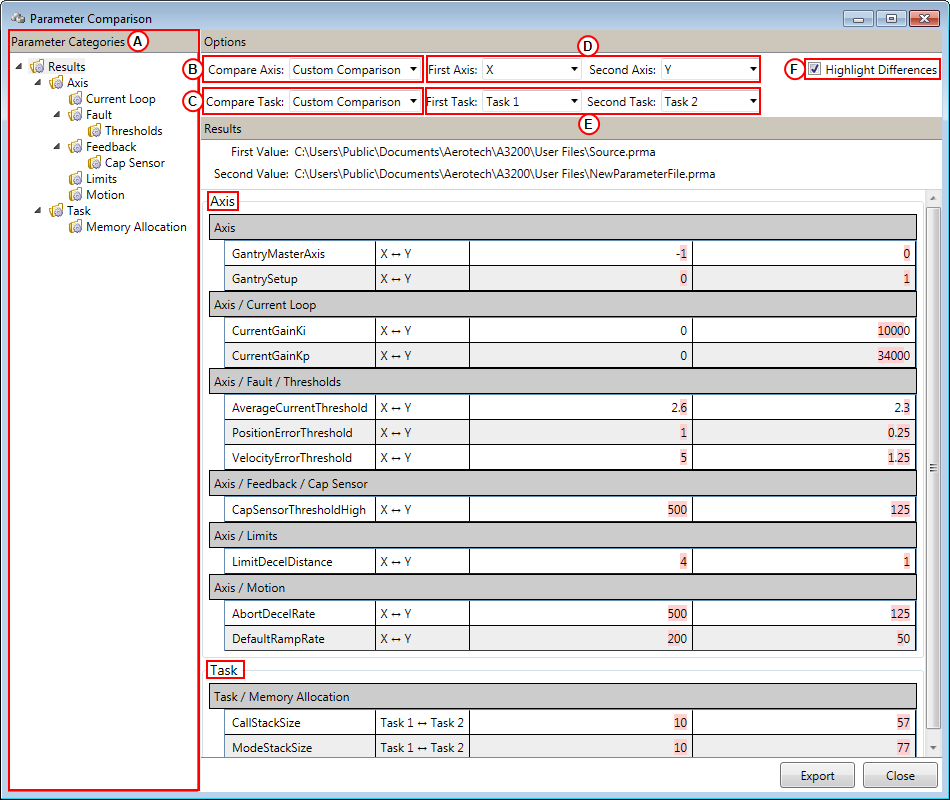 Parameter Comparison
Parameter Categories A
Results
Axis
Current Loop
Fault
Thresholds
Feedback
Cap Sensor
Limits
Motion
Task
Memory Allocation
Options
D
B Compare Axis: Custom Comparison First Axis: X Second Axis: Y F Highlight Differences
C Compare Task: Custom Comparison First Task: Task 1 Second Task: Task 2
E
Results
First Value: C:\Users\Public\Documents\Aerotech\A3200\User Files\Source.prma
Second Value: C:\Users\Public\Documents\Aerotech\A3200\User Files\NewParameterFile.prma
Axis
Axis
GantryMasterAxis X ↔ Y -1 0
GantrySetup X ↔ Y 0 1
Axis / Current Loop
CurrentGainKi X ↔ Y 0 10000
CurrentGainKp X ↔ Y 0 34000
Axis / Fault / Thresholds
AverageCurrentThreshold X ↔ Y 2.6 2.3
PositionErrorThreshold X ↔ Y 1 0.25
VelocityErrorThreshold X ↔ Y 5 1.25
Axis / Feedback / Cap Sensor
CapSensorThresholdHigh X ↔ Y 500 125
Axis / Limits
LimitDecelDistance X ↔ Y 4 1
Axis / Motion
AbortDecelRate X ↔ Y 500 125
DefaultRampRate X ↔ Y 200 50
Task
Task / Memory Allocation
CallStackSize Task 1 ↔ Task 2 10 57
ModeStackSize Task 1 ↔ Task 2 10 77
Export Close